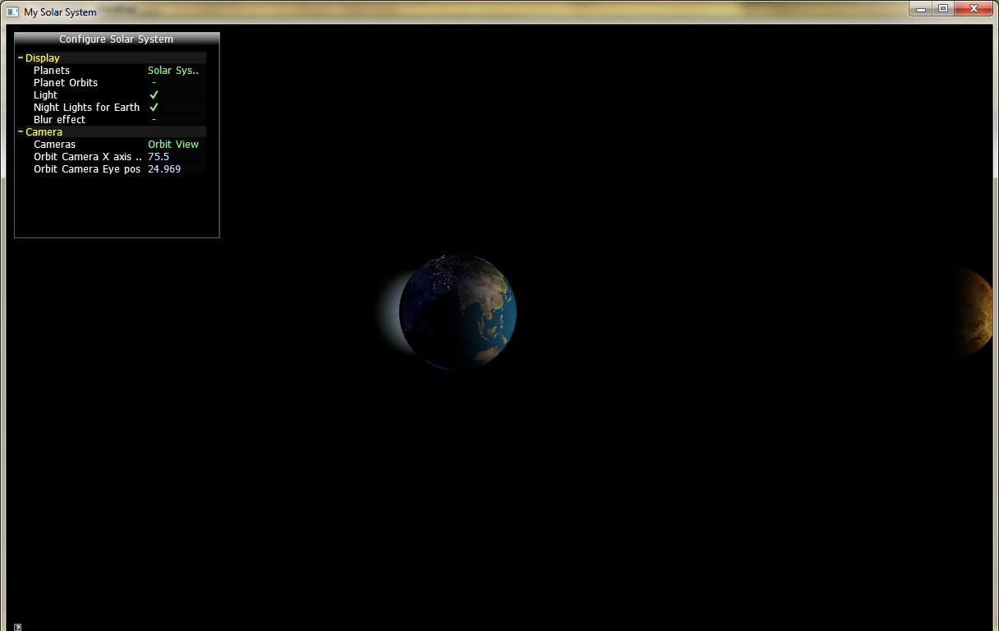 My Solar System
Configure Solar System
Display
Planets Solar Sys..
Planet Orbits -
Light ✓
Night Lights for Earth ✓
Blur effect -
Camera
Cameras Orbit View
Orbit Camera X axis .. 75.5
Orbit Camera Eye pos 24.969
?